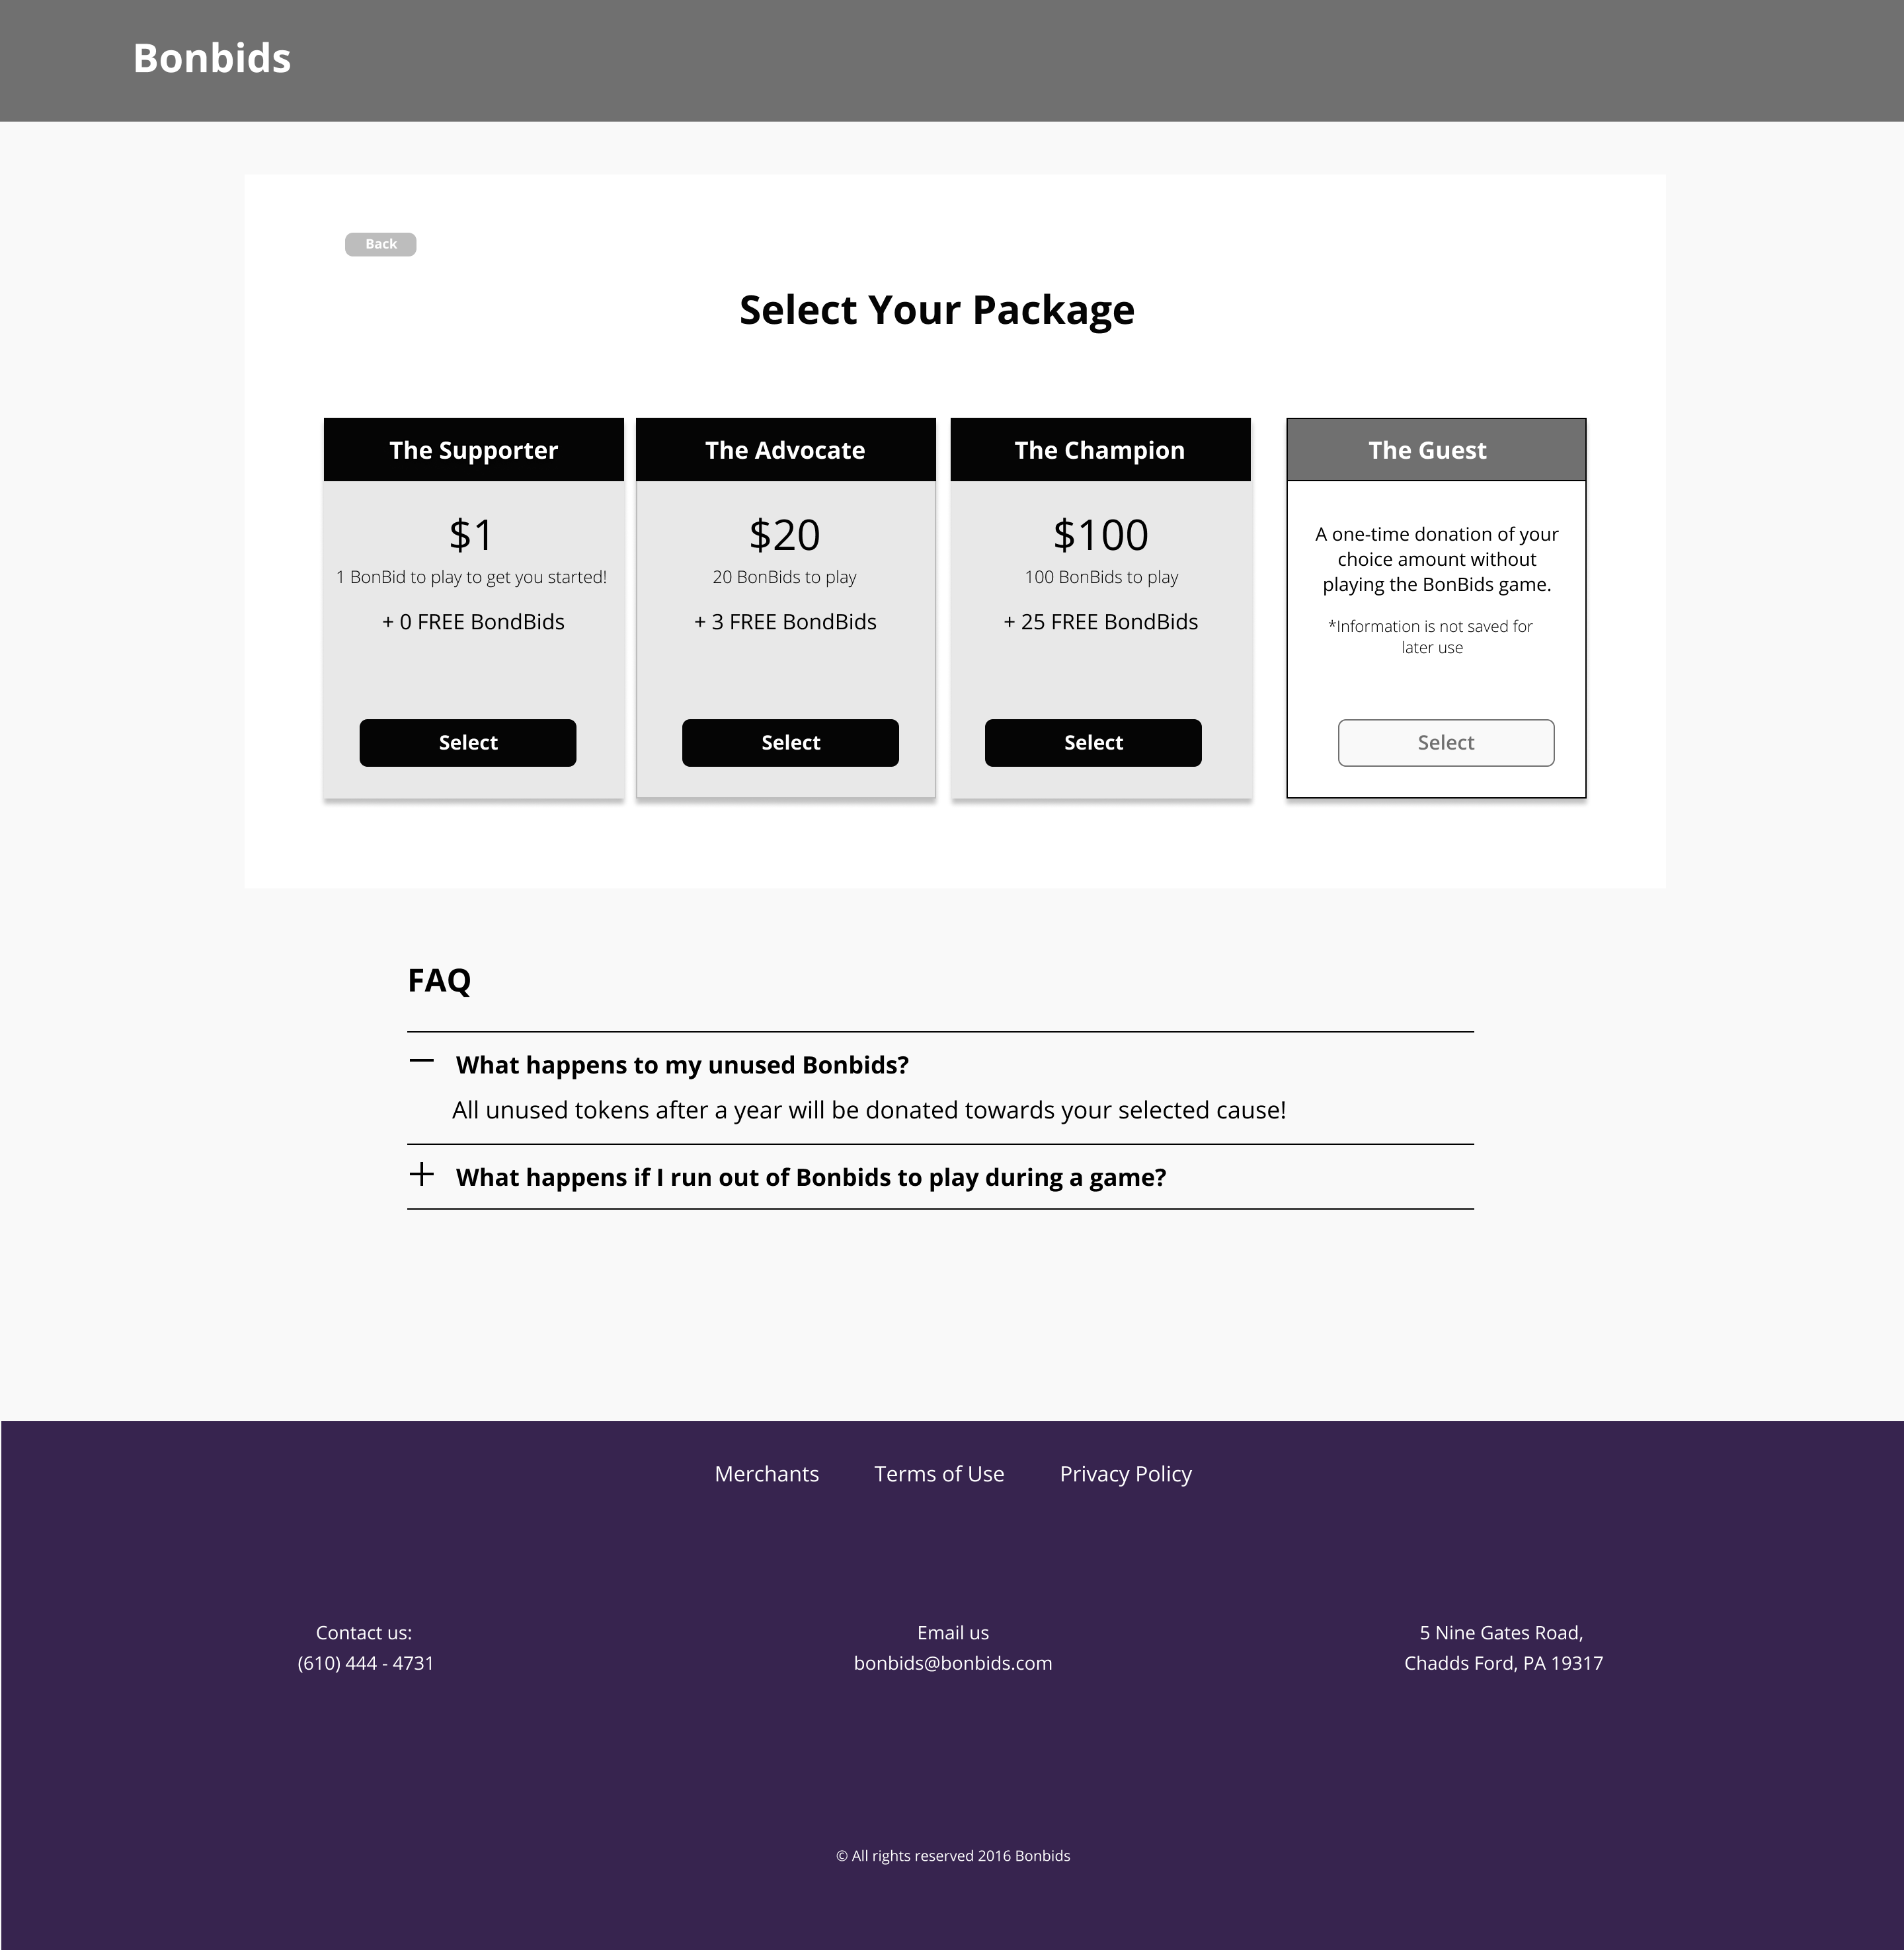 Bonbids
Back
Select Your Package
The Supporter
$1
1 BonBid to play to get you started!
+ 0 FREE BondBids
Select
The Advocate
$20
20 BonBids to play
+ 3 FREE BondBids
Select
The Champion
$100
100 BonBids to play
+ 25 FREE BondBids
Select
The Guest
A one-time donation of your
choice amount without
playing the BonBids game.
*Information is not saved for
later use
Select
FAQ
What happens to my unused Bonbids?
All unused tokens after a year will be donated towards your selected cause!
What happens if I run out of Bonbids to play during a game?
Merchants
Terms of Use
Privacy Policy
Contact us:
(610) 444 - 4731
Email us
bonbids@bonbids.com
5 Nine Gates Road,
Chadds Ford, PA 19317
© All rights reserved 2016 Bonbids